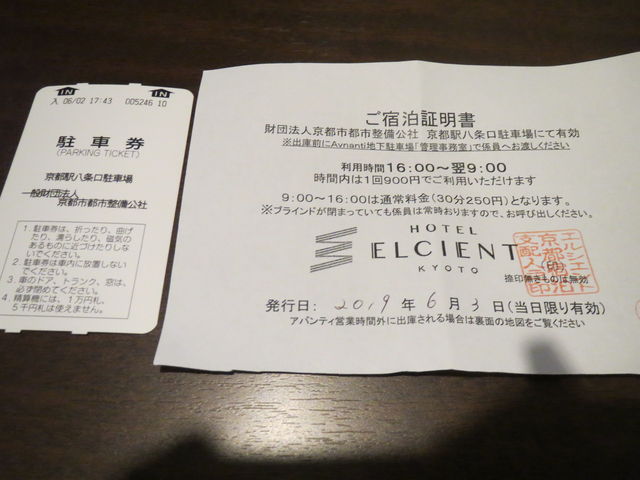 IN IN
入 06/02 17:43 005246 10
駐車券
(PARKING TICKET)
京都駅八条口駐車場
一般財団法人
京都市都市整備公社
1. 駐車券は、折ったり、曲げ
たり、濡らしたり、磁気の
あるものに近づけたりしな
いでください。
2. 駐車券は車内に放置しない
でください。
3. 車のドア、トランク、窓は、
必ず閉めてください。
4. 精算機には、1万円札、
5千円札は使えません。
ご宿泊証明書
財団法人京都市都市整備公社 京都駅八条口駐車場にて有効
※出庫前にAvnanti地下駐車場「管理事務室」で係員へお渡しください
利用時間16:00～翌9:00
時間内は1回900円でご利用いただけます
9:00～16:00は通常料金(30分250円)となります。
※ブラインドが閉まっていても係員は常時おりますので、お呼び出しください。
HOTEL
ELCIENT
KYOTO
(印)
捺印無きものは無効
発行日: 2019年6月3日(当日限り有効)
アバンティ営業時間外に出庫される場合は裏面の地図をご覧ください